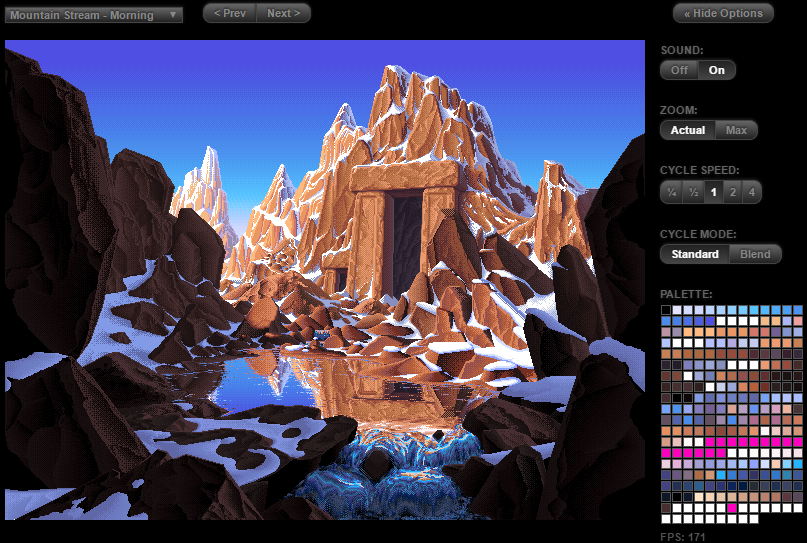 Mountain Stream - Morning
< Prev Next >
« Hide Options
SOUND:
Off On
ZOOM:
Actual Max
CYCLE SPEED:
¼ ½ 1 2 4
CYCLE MODE:
Standard Blend
PALETTE:
FPS: 171